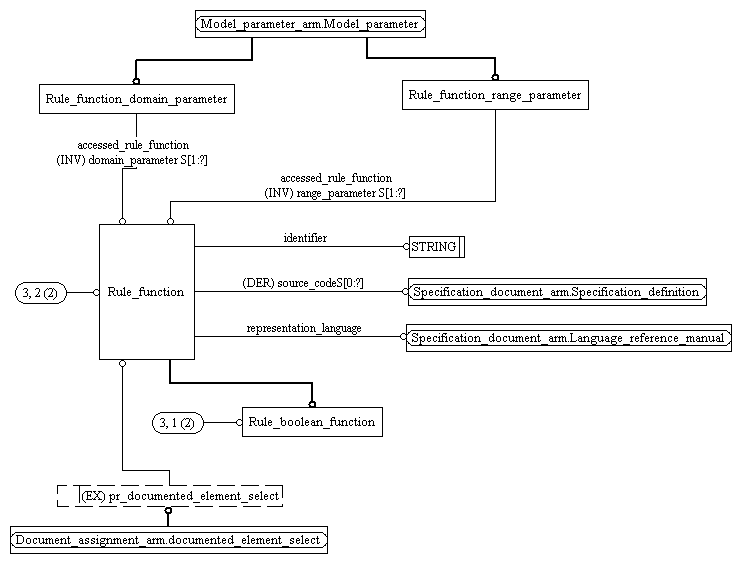 Model_parameter_arm.Model_parameter
Rule_function_domain_parameter
Rule_function_range_parameter
accessed_rule_function
(INV) domain_parameter S[1:?]
accessed_rule_function
(INV) range_parameter S[1:?]
identifier
STRING
(DER) source_codeS[0:?]
3, 2 (2)
Rule_function
Specification_document_arm.Specification_definition
representation_language
Specification_document_arm.Language_reference_manual
3, 1 (2)
Rule_boolean_function
(EX) pr_documented_element_select
Document_assignment_arm.documented_element_select